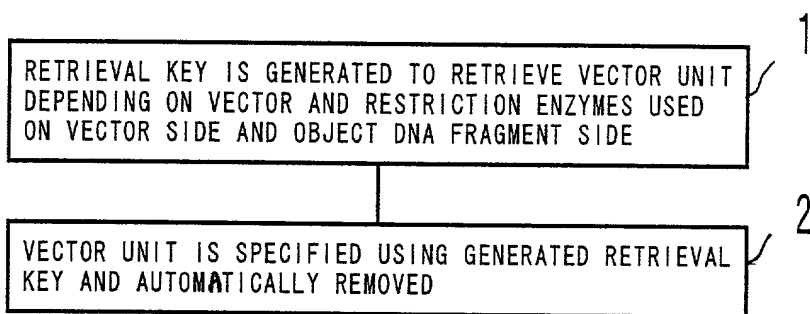 1
RETRIEVAL KEY IS GENERATED TO RETRIEVE VECTOR UNIT
DEPENDING ON VECTOR AND RESTRICTION ENZYMES USED
ON VECTOR SIDE AND OBJECT DNA FRAGMENT SIDE
2
VECTOR UNIT IS SPECIFIED USING GENERATED RETRIEVAL
KEY AND AUTOMATICALLY REMOVED